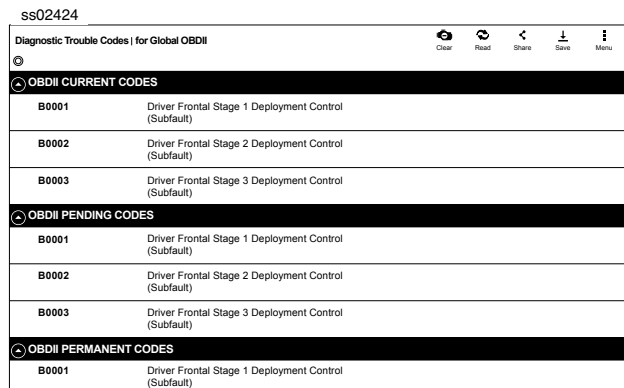 ss02424
Diagnostic Trouble Codes | for Global OBDII
Clear Read Share Save Menu
OBDII CURRENT CODES
B0001 Driver Frontal Stage 1 Deployment Control
(Subfault)
B0002 Driver Frontal Stage 2 Deployment Control
(Subfault)
B0003 Driver Frontal Stage 3 Deployment Control
(Subfault)
OBDII PENDING CODES
B0001 Driver Frontal Stage 1 Deployment Control
(Subfault)
B0002 Driver Frontal Stage 2 Deployment Control
(Subfault)
B0003 Driver Frontal Stage 3 Deployment Control
(Subfault)
OBDII PERMANENT CODES
B0001 Driver Frontal Stage 1 Deployment Control
(Subfault)